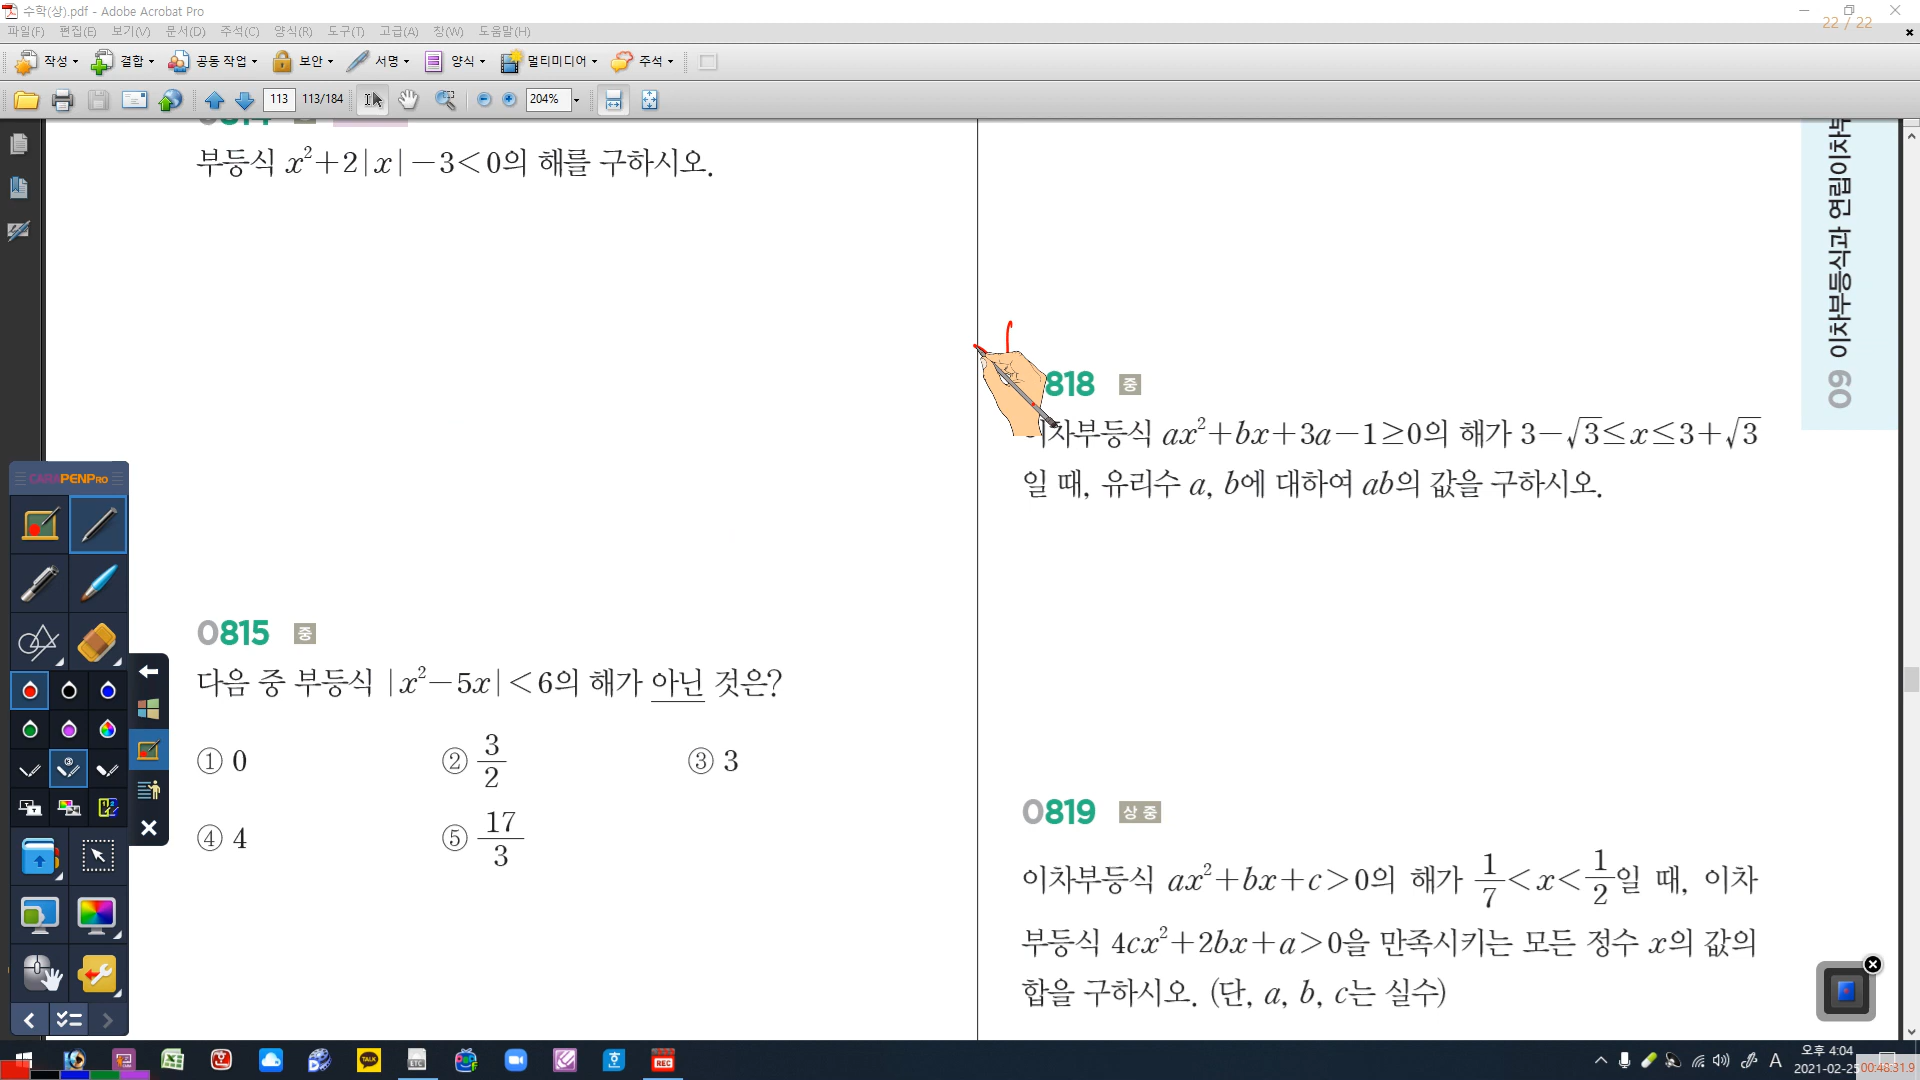 수학(상).pdf - Adobe Acrobat Pro
22 / 22
파일(F) 편집(E) 보기(V) 문서(D) 주석(C) 양식(R) 도구(T) 고급(A) 창(W) 도움말(H)
작성 결합 공동 작업 보안 서명 양식 멀티미디어 주석
113 113/184 204%
부등식 x²+2|x|-3<0의 해를 구하시오.
0815 중
다음 중 부등식 |x²-5x|<6의 해가 아닌 것은?
① 0 ② 3/2 ③ 3
④ 4 ⑤ 17/3
818 중
이차부등식 ax²+bx+3a-1≥0의 해가 3-√3≤x≤3+√3
일 때, 유리수 a, b에 대하여 ab의 값을 구하시오.
0819 상중
이차부등식 ax²+bx+c>0의 해가 1/7<x<1/2일 때, 이차
부등식 4cx²+2bx+a>0을 만족시키는 모든 정수 x의 값의
합을 구하시오. (단, a, b, c는 실수)
09 이차부등식과 연립이차부
CARAPENPRO
TALK
LTC
REC
A
오후 4:04
2021-02-25
00:48:31.9